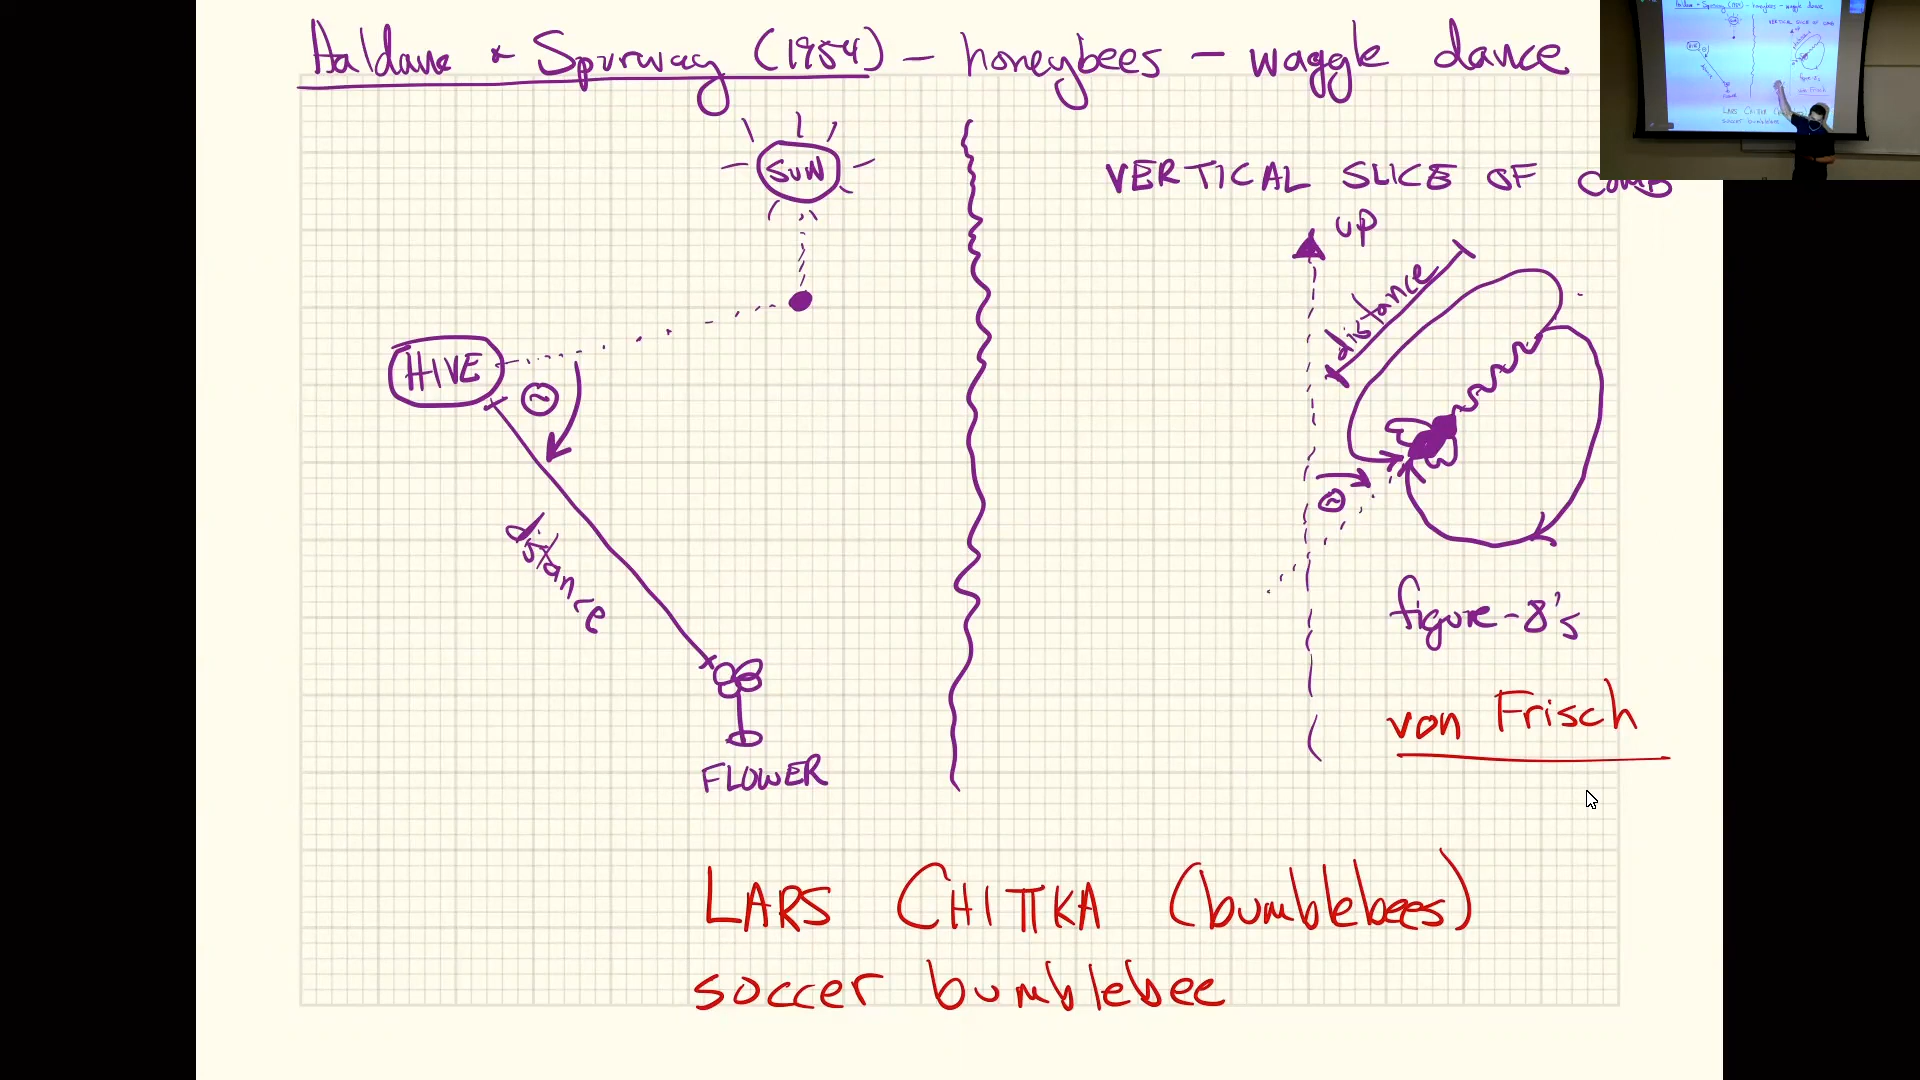 Haldane & Spurway (1954) - honeybees - waggle dance
SUN
VERTICAL SLICE OF COMB
up
distance
HIVE
distance
figure-8's
von Frisch
FLOWER
LARS CHITTKA (bumblebees)
soccer bumblebee